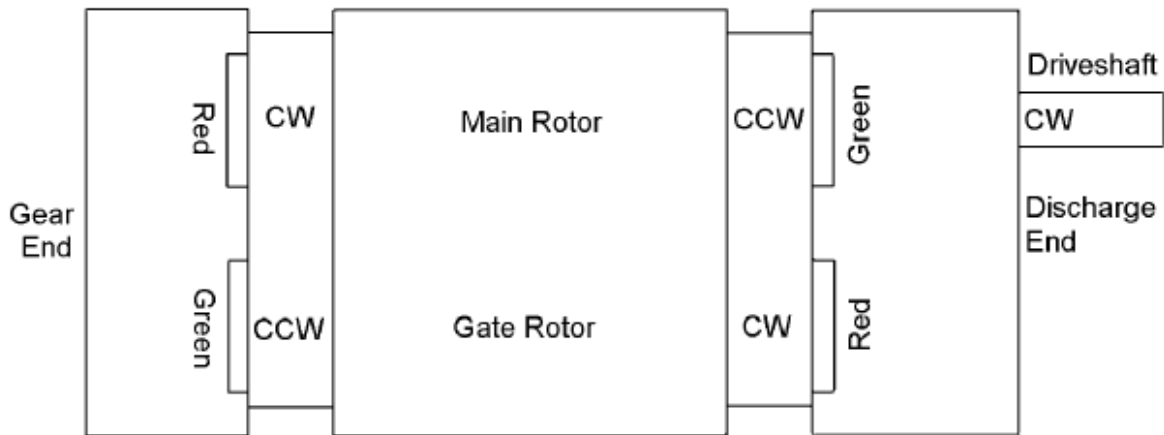 Driveshaft
Red
CW
Main Rotor
CCW
Green
CW
Gear
End
Discharge
End
Green
CCW
Gate Rotor
CW
Red